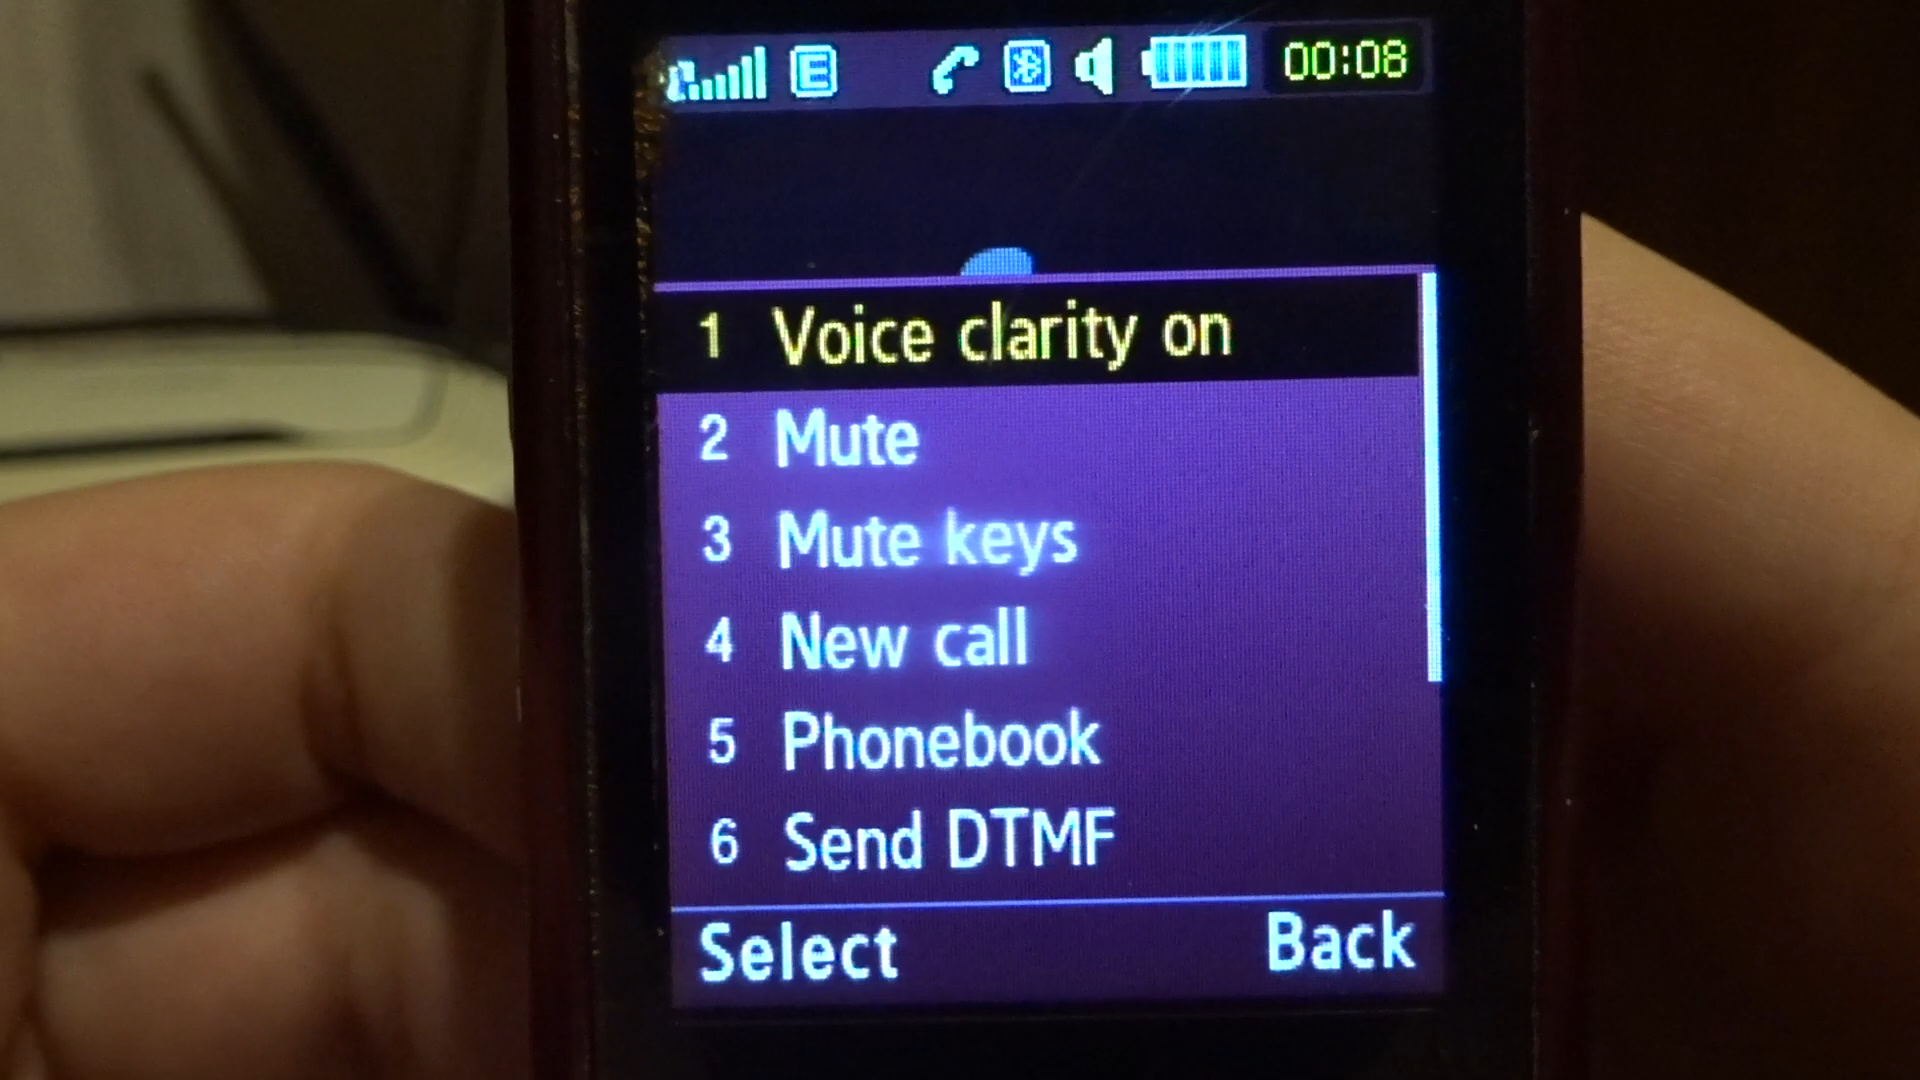 E 00:08
1 Voice clarity on
2 Mute
3 Mute keys
4 New call
5 Phonebook
6 Send DTMF
Select Back